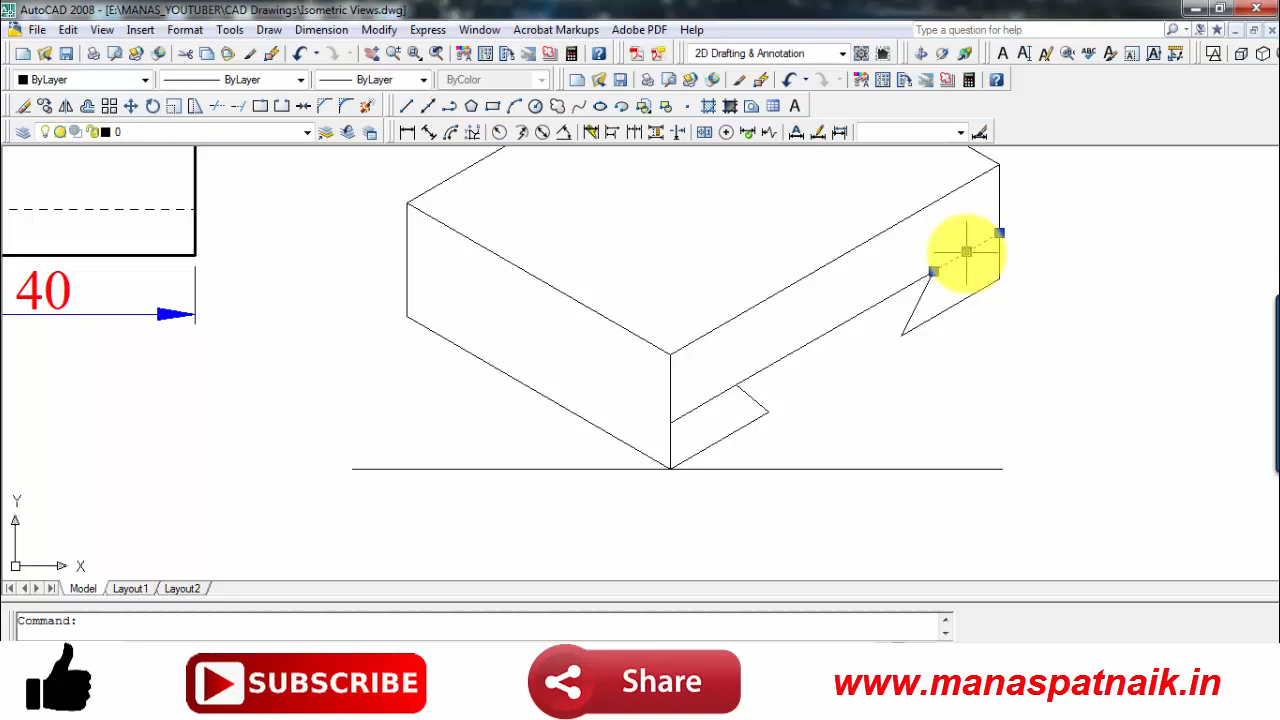 AutoCAD 2008 - [E:\MANAS_YOUTUBER\CAD Drawings\Isometric Views.dwg]
File Edit View Insert Format Tools Draw Dimension Modify Express Window Acrobat Markups Adobe PDF Help Type a question for help
2D Drafting & Annotation
ByLayer ByLayer ByLayer ByColor
0
40
Y
X
Model Layout1 Layout2
Command:
SUBSCRIBE Share www.manaspatnaik.in